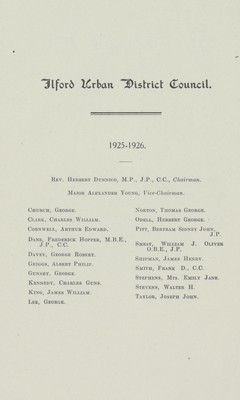 Ilford Urban District Council.
1925-1926.
Rev. Herbert Dunnico, M.P., J.P., C.C., Chairman.
Major Alexander Young, Vice-Chairman.
Church, George.
Clark, Charles William.
Cornwell, Arthur Edward.
Dane, Frederick Hopper, M.B.E.,
J.P., C.C.
Davey, George Robert.
Geiger, Albert Philip.
Gunary, George.
Kennedy, Charles Gunn.
King, James William.
Lee, George.
Norton, Thomas George.
Odell, Herbert George.
Pitt, Bertram Sidney John,
J.P.
Sheat, William J. Oliver
O.B.E., J.P.
Shipman, James Henry.
Smith, Frank D., C.C.
Stephens, Mrs. Emily Jane.
Stevens, Walter H.
Taylor, Joseph John.